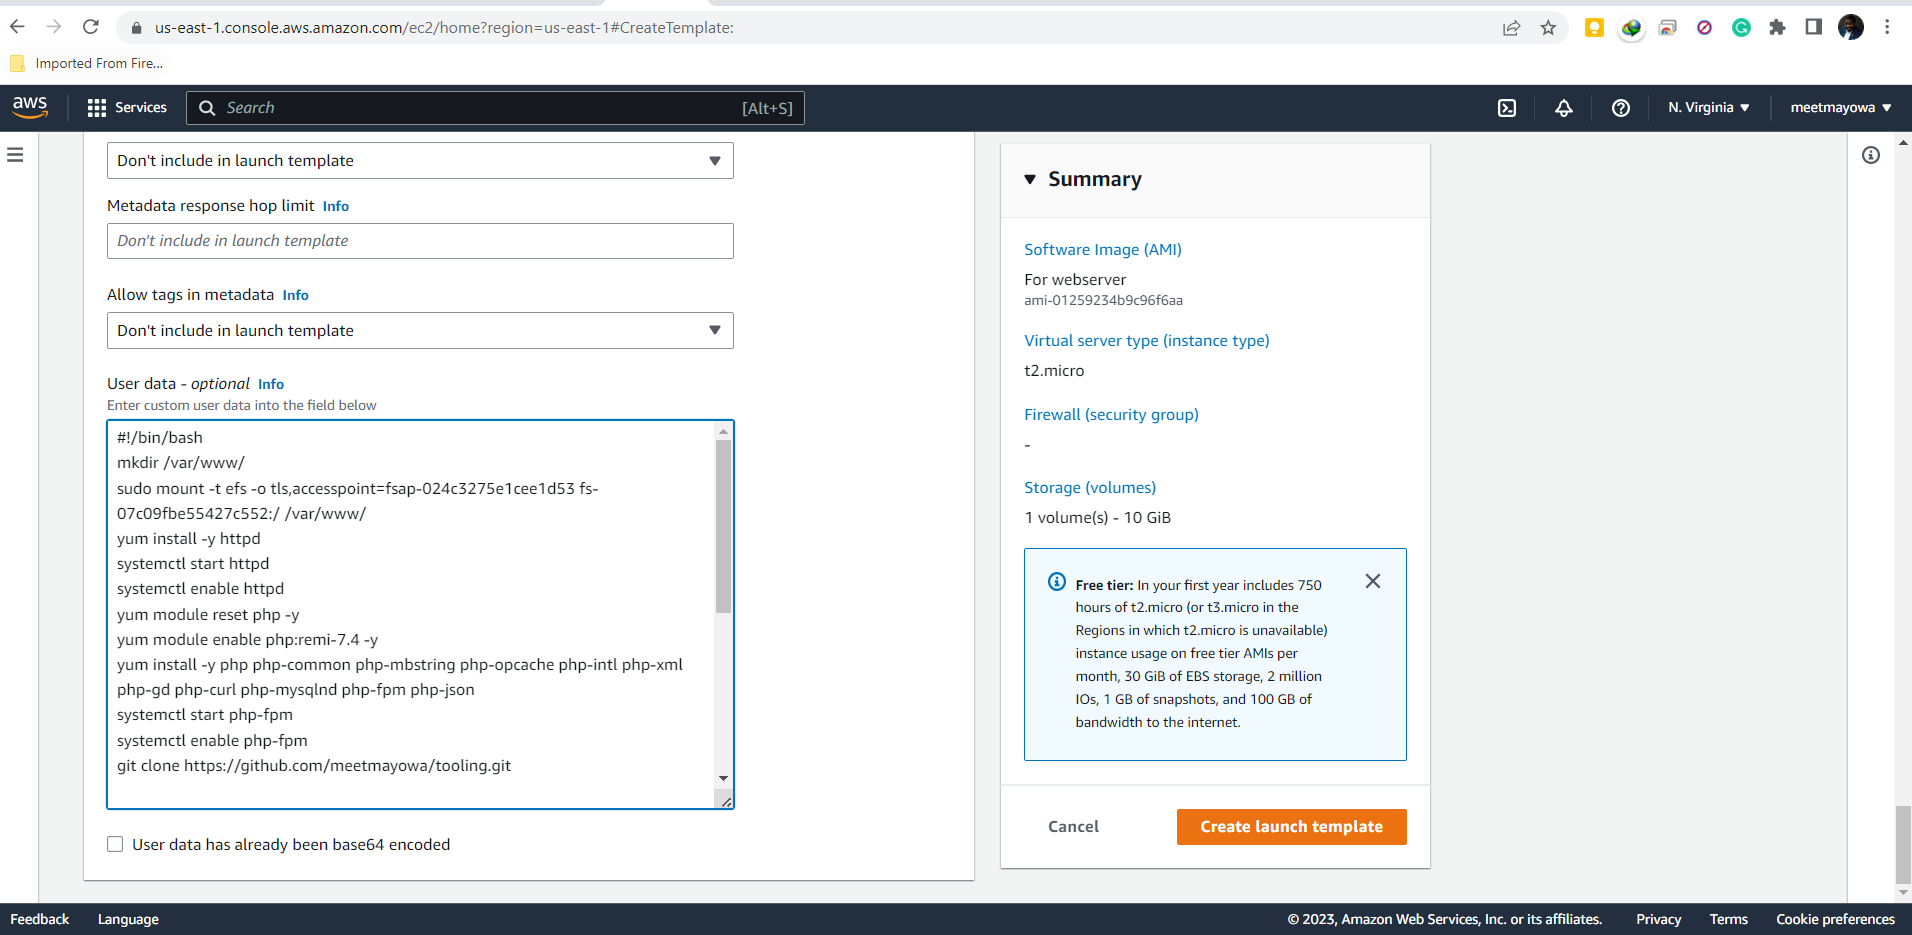 us-east-1.console.aws.amazon.com/ec2/home?region=us-east-1#CreateTemplate:
Imported From Fire...
aws
Services
Search
[Alt+S]
N. Virginia
meetmayowa
Don't include in launch template
Metadata response hop limit Info
Don't include in launch template
Allow tags in metadata Info
Don't include in launch template
User data - optional Info
Enter custom user data into the field below
#!/bin/bash
mkdir /var/www/
sudo mount -t efs -o tls,accesspoint=fsap-024c3275e1cee1d53 fs-
07c09fbe55427c552:/ /var/www/
yum install -y httpd
systemctl start httpd
systemctl enable httpd
yum module reset php -y
yum module enable php:remi-7.4 -y
yum install -y php php-common php-mbstring php-opcache php-intl php-xml
php-gd php-curl php-mysqlnd php-fpm php-json
systemctl start php-fpm
systemctl enable php-fpm
git clone https://github.com/meetmayowa/tooling.git
User data has already been base64 encoded
Summary
Software Image (AMI)
For webserver
ami-01259234b9c96f6aa
Virtual server type (instance type)
t2.micro
Firewall (security group)
-
Storage (volumes)
1 volume(s) - 10 GiB
Free tier: In your first year includes 750
hours of t2.micro (or t3.micro in the
Regions in which t2.micro is unavailable)
instance usage on free tier AMIs per
month, 30 GiB of EBS storage, 2 million
IOs, 1 GB of snapshots, and 100 GB of
bandwidth to the internet.
Cancel
Create launch template
Feedback
Language
© 2023, Amazon Web Services, Inc. or its affiliates.
Privacy
Terms
Cookie preferences